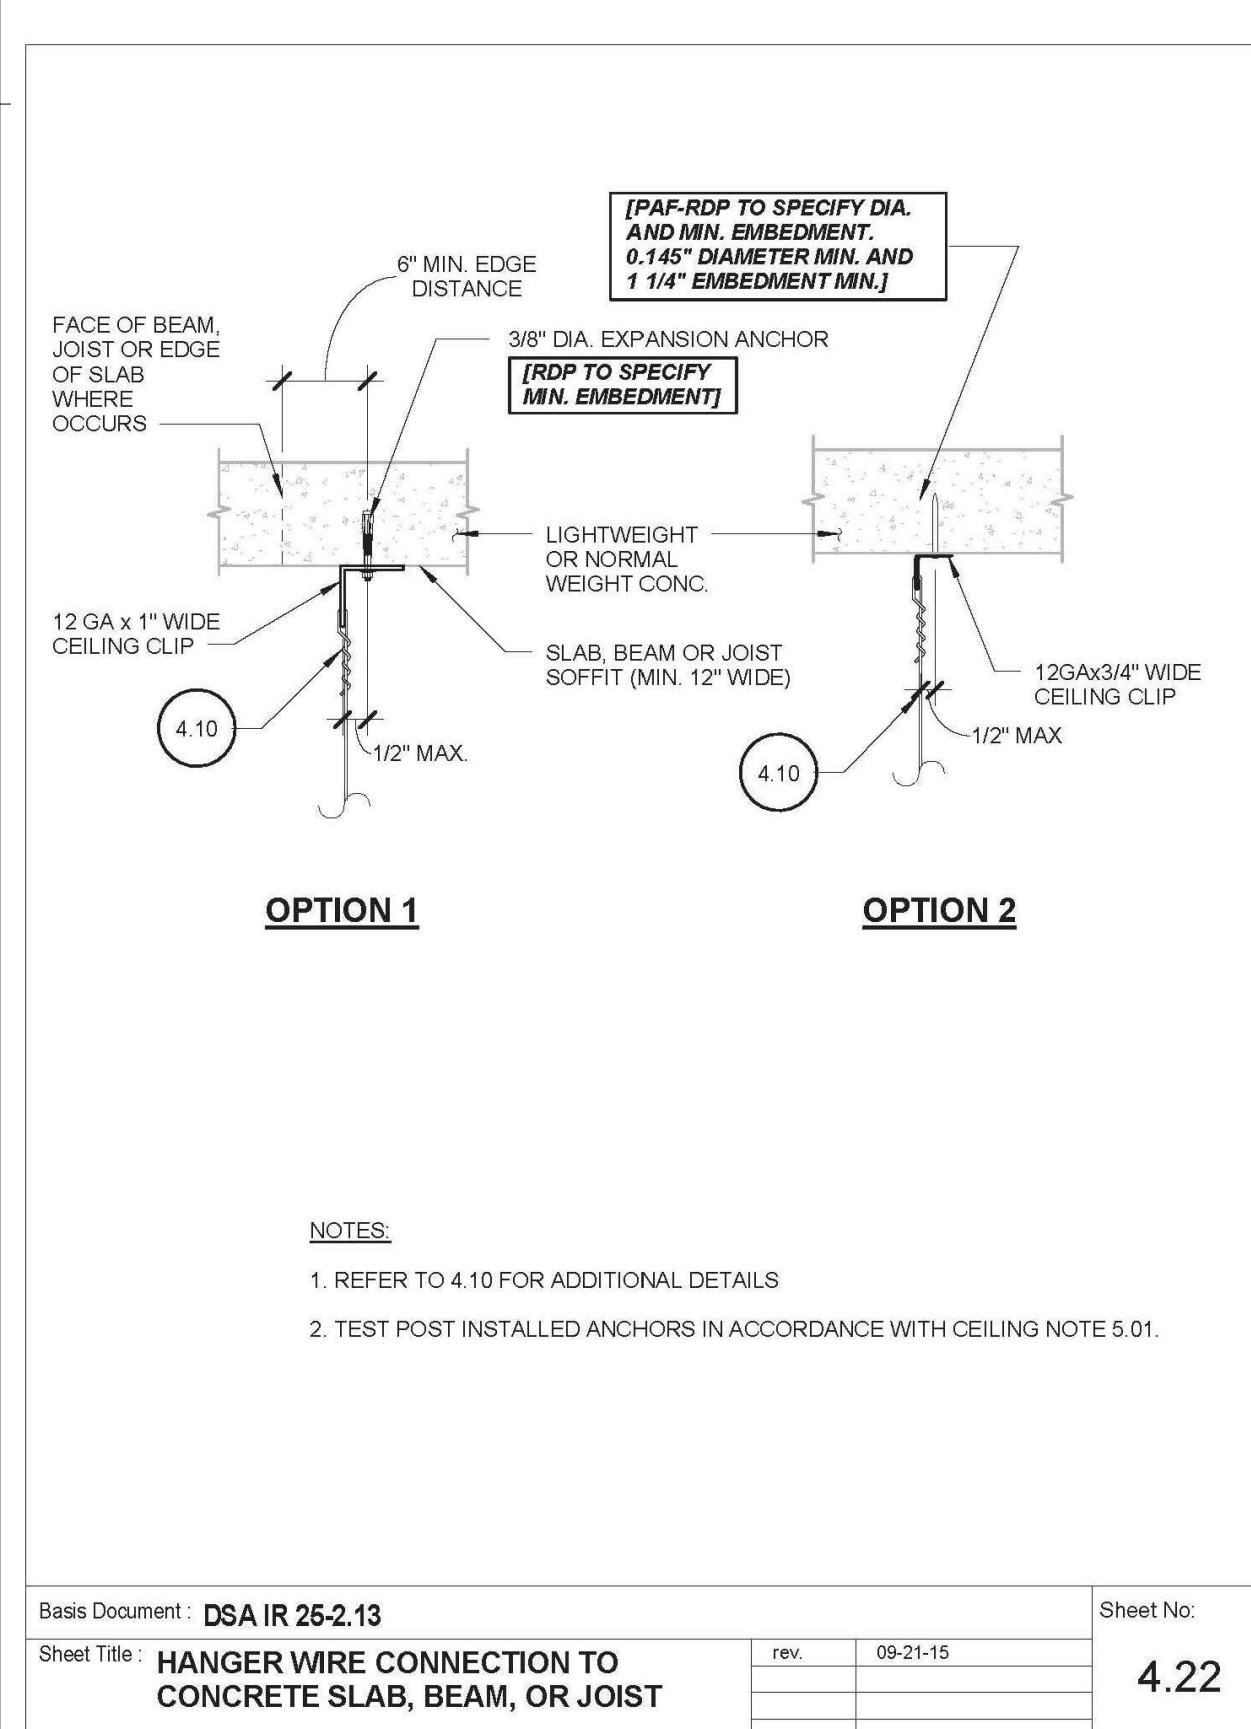 [PAF-RDP TO SPECIFY DIA.
AND MIN. EMBEDMENT.
0.145" DIAMETER MIN. AND
1 1/4" EMBEDMENT MIN.]
6" MIN. EDGE
DISTANCE
FACE OF BEAM,
JOIST OR EDGE
OF SLAB
WHERE
OCCURS
3/8" DIA. EXPANSION ANCHOR
[RDP TO SPECIFY
MIN. EMBEDMENT]
LIGHTWEIGHT
OR NORMAL
WEIGHT CONC.
12 GA x 1" WIDE
CEILING CLIP
SLAB, BEAM OR JOIST
SOFFIT (MIN. 12" WIDE)
12GAx3/4" WIDE
CEILING CLIP
4.10
1/2" MAX.
1/2" MAX
4.10
OPTION 1
OPTION 2
NOTES:
1. REFER TO 4.10 FOR ADDITIONAL DETAILS
2. TEST POST INSTALLED ANCHORS IN ACCORDANCE WITH CEILING NOTE 5.01.
Basis Document : DSA IR 25-2.13
Sheet No:
Sheet Title : HANGER WIRE CONNECTION TO
CONCRETE SLAB, BEAM, OR JOIST
rev. 09-21-15
4.22